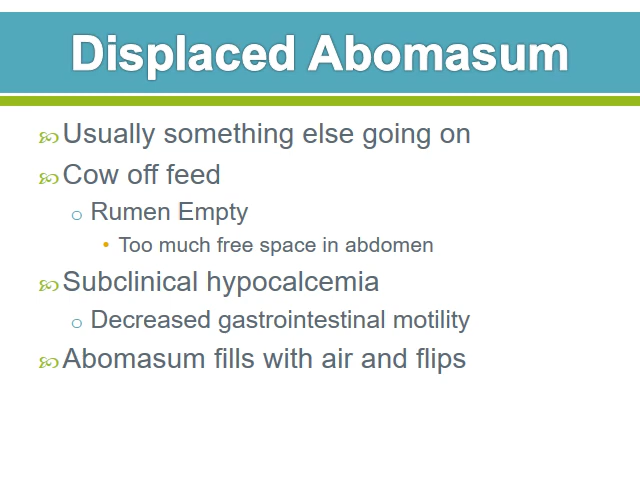 Displaced Abomasum
Usually something else going on
Cow off feed
Rumen Empty
Too much free space in abdomen
Subclinical hypocalcemia
Decreased gastrointestinal motility
Abomasum fills with air and flips